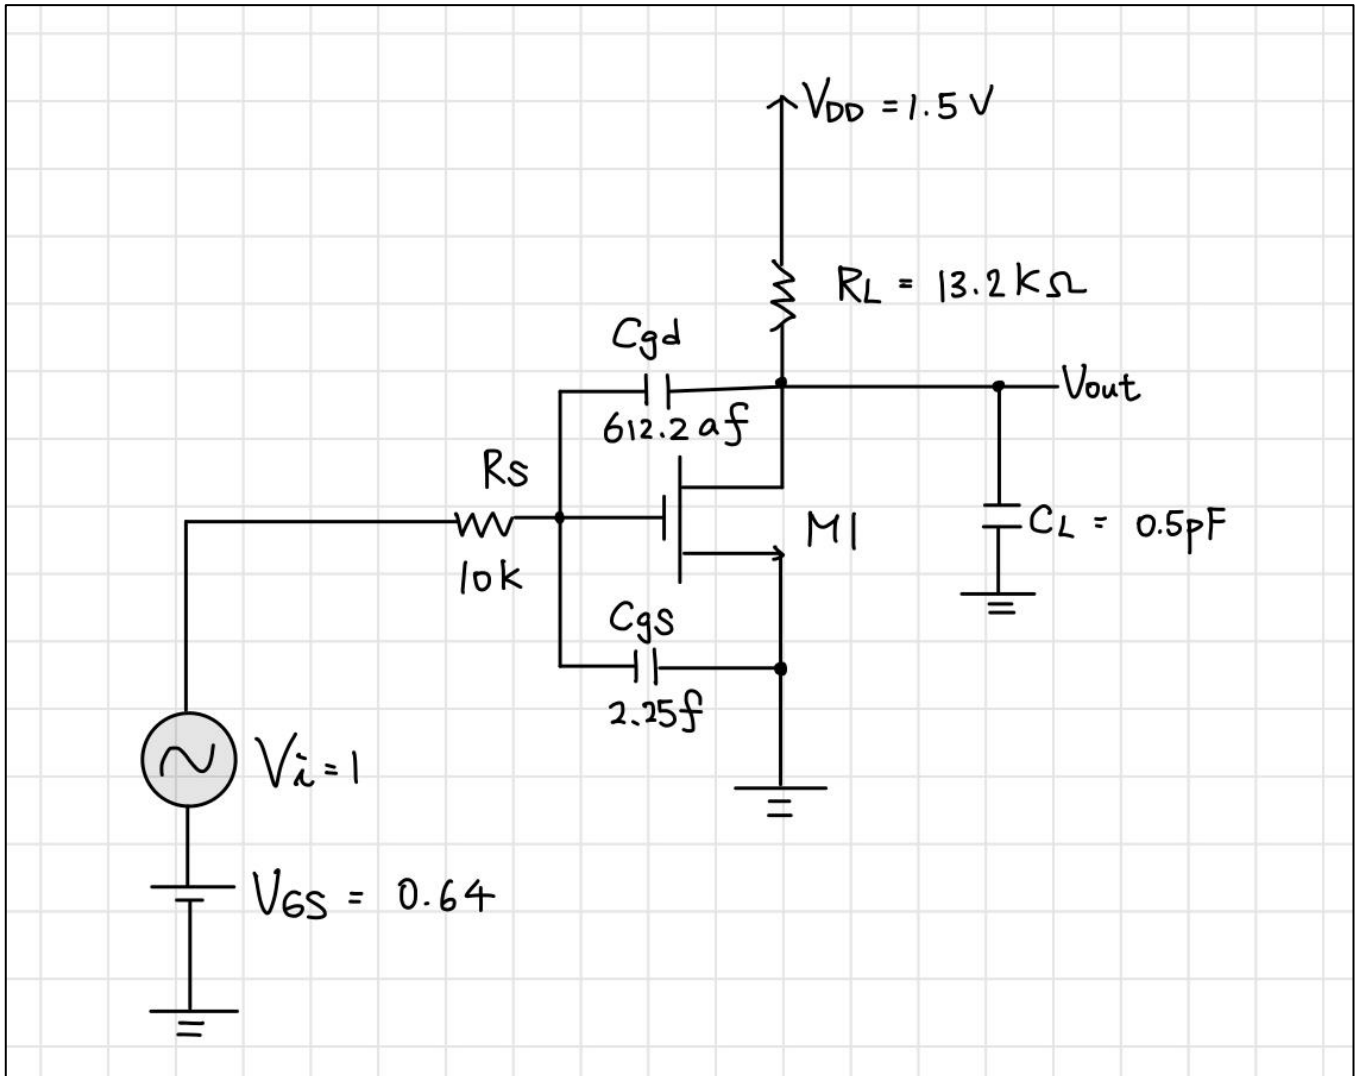 VDD = 1.5 V
RL = 13.2 kΩ
Cgd
612.2 af
Vout
Rs
10k
M1
CL = 0.5pF
Cgs
2.25f
Vi = 1
VGS = 0.64